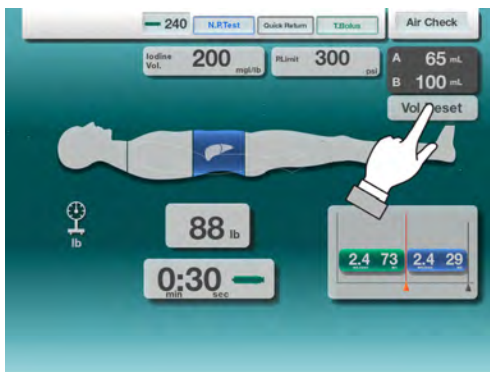 240 N.P.Test Quick Return T.Bolus Air Check
Iodine Vol. 200 mgI/lb
P.Limit 300 psi
A 65 mL
B 100 mL
Vol Reset
lb
88 lb
0:30
min sec
2.4 73 2.4 29